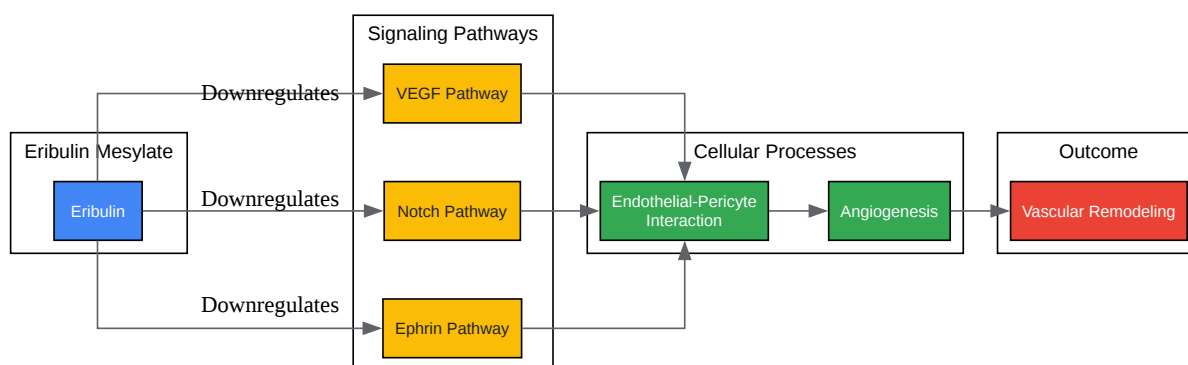 Signaling Pathways
Downregulates
VEGF Pathway
Eribulin Mesylate
Cellular Processes
Outcome
Eribulin
Downregulates
Notch Pathway
Endothelial-Pericyte
Interaction
Angiogenesis
Vascular Remodeling
Downregulates
Ephrin Pathway